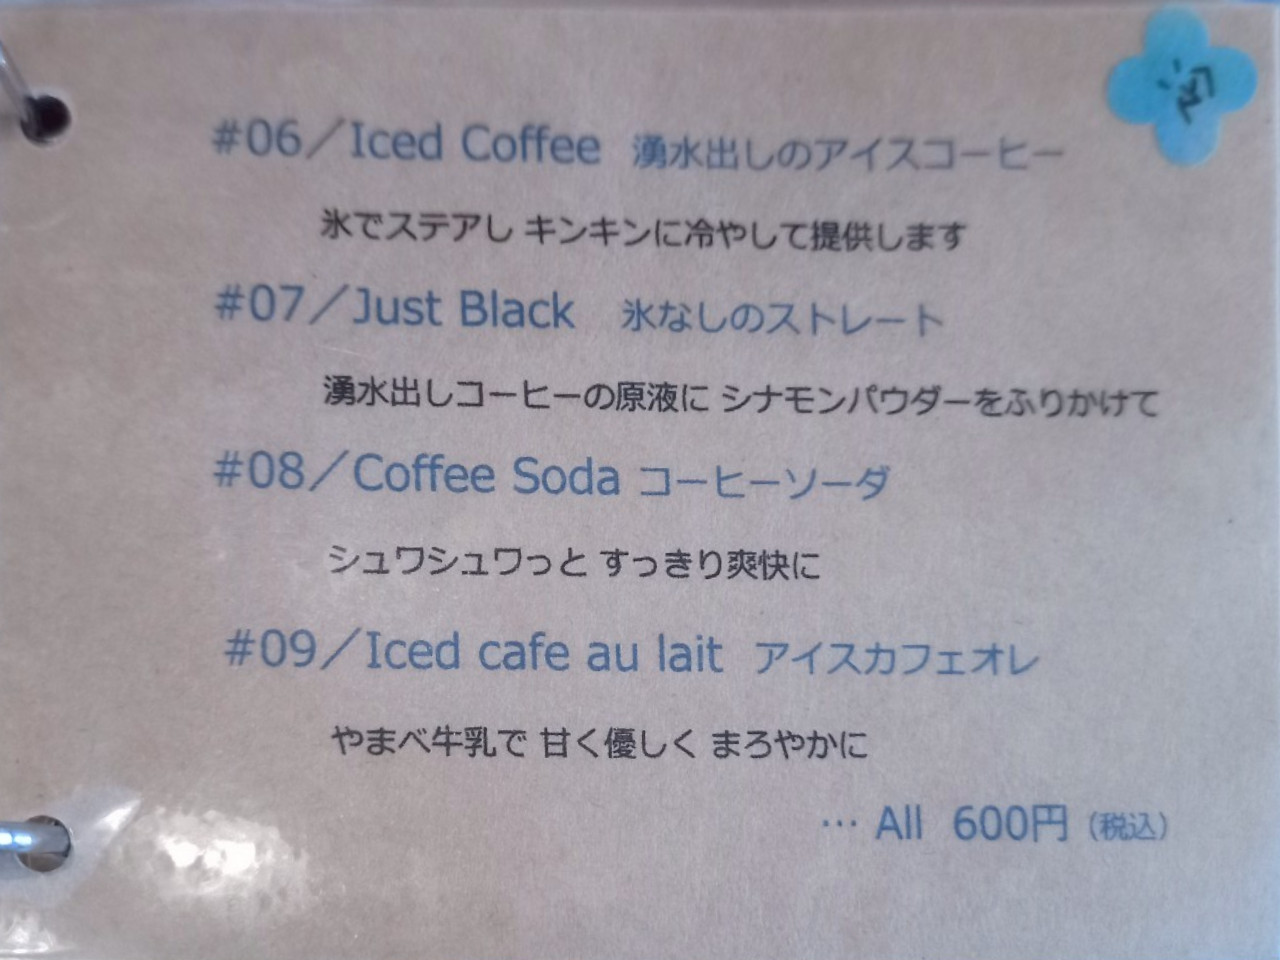 #06／Iced Coffee 湧水出しのアイスコーヒー
氷でステアし キンキンに冷やして提供します
#07／Just Black 氷なしのストレート
湧水出しコーヒーの原液に シナモンパウダーをふりかけて
#08／Coffee Soda コーヒーソーダ
シュワシュワっと すっきり爽快に
#09／Iced cafe au lait アイスカフェオレ
やまべ牛乳で 甘く優しく まろやかに
… All 600円（税込）